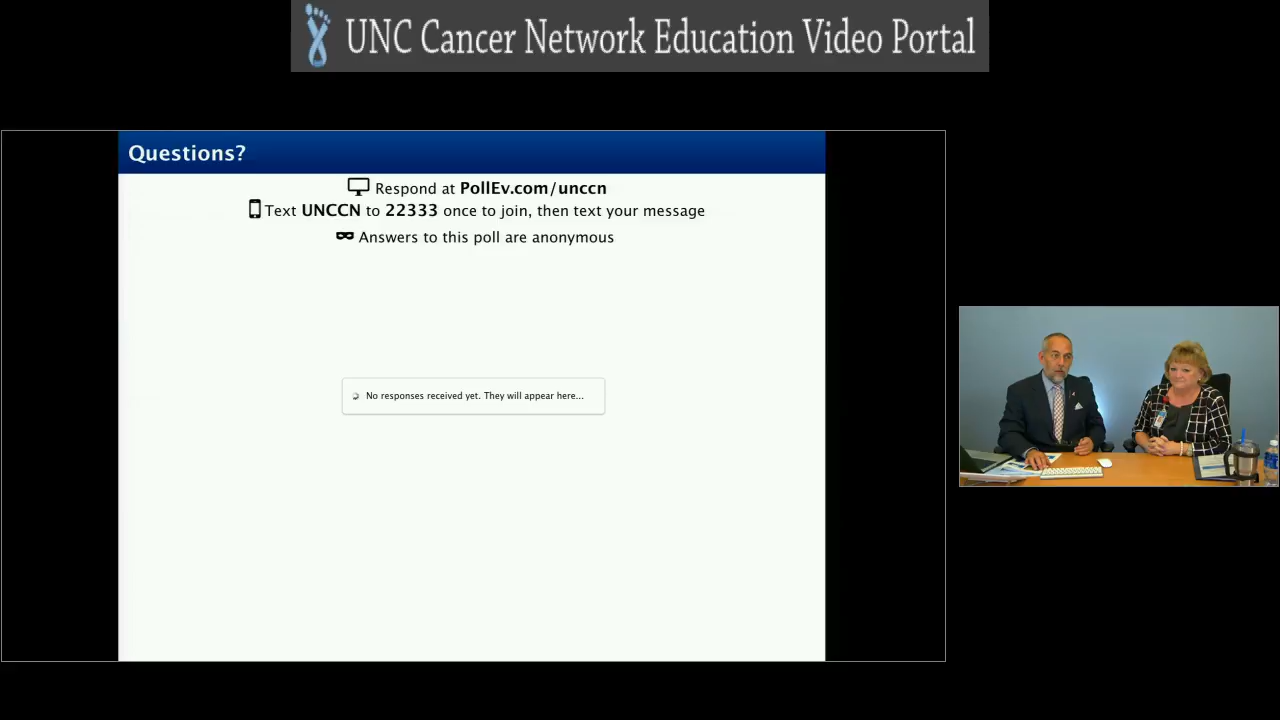 UNC Cancer Network Education Video Portal
Questions?
Respond at PollEv.com/unccn
Text UNCCN to 22333 once to join, then text your message
Answers to this poll are anonymous
No responses received yet. They will appear here...